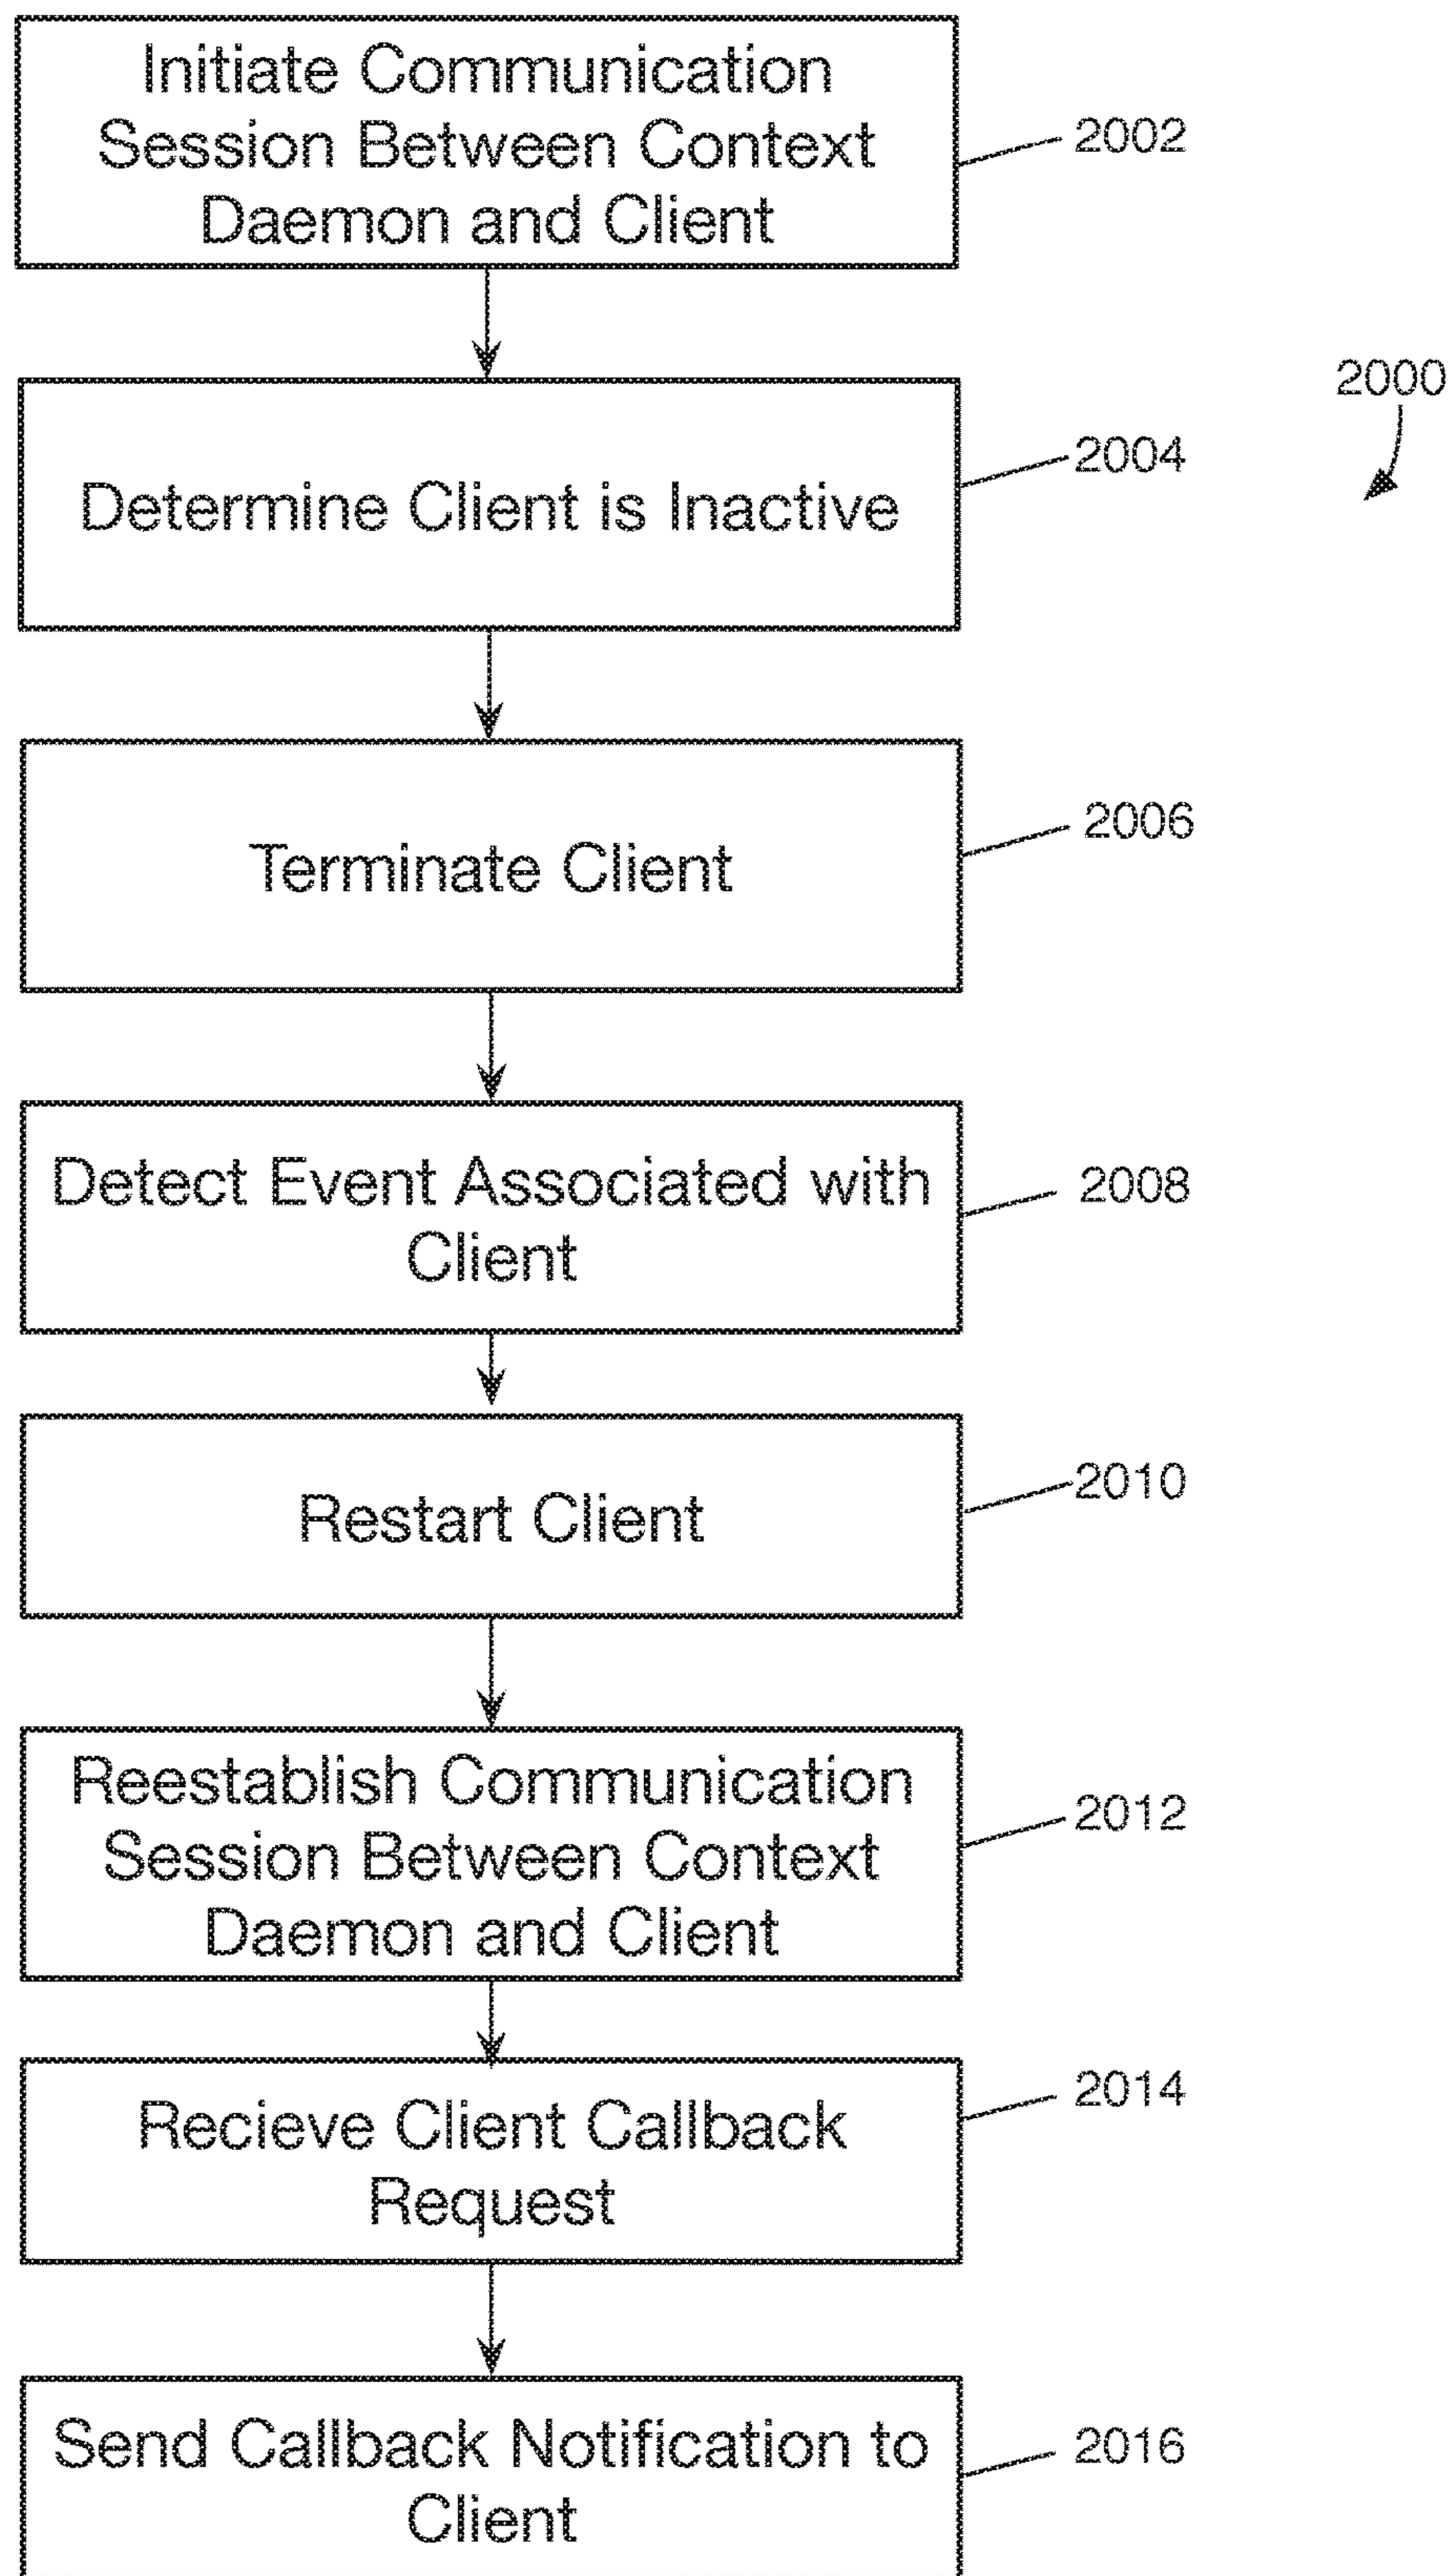 Initiate Communication
Session Between Context
Daemon and Client
2002
2000
Determine Client is Inactive
2004
Terminate Client
2006
Detect Event Associated with
Client
2008
Restart Client
2010
Reestablish Communication
Session Between Context
Daemon and Client
2012
Recieve Client Callback
Request
2014
Send Callback Notification to
Client
2016